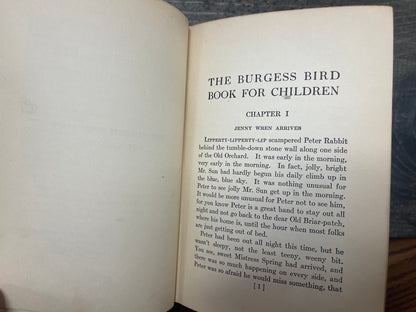 THE BURGESS BIRD
BOOK FOR CHILDREN
CHAPTER I
JENNY WREN ARRIVES
LIPPERTY-LIPPERTY-LIP scampered Peter Rabbit
behind the tumble-down stone wall along one side
of the Old Orchard. It was early in the morning,
very early in the morning. In fact, jolly, bright
Mr. Sun had hardly begun his daily climb up in
the blue, blue sky. It was nothing unusual for
Peter to see jolly Mr. Sun get up in the morning.
It would be more unusual for Peter not to see him,
for you know Peter is a great hand to stay out all
night and not go back to the dear Old Briar-patch,
where his home is, until the hour when most folks
are just getting out of bed.
Peter had been out all night this time, but he
wasn't sleepy, not the least teeny, weeny bit.
You see, sweet Mistress Spring had arrived, and
there was so much happening on every side, and
Peter was so afraid he would miss something, that
[1]